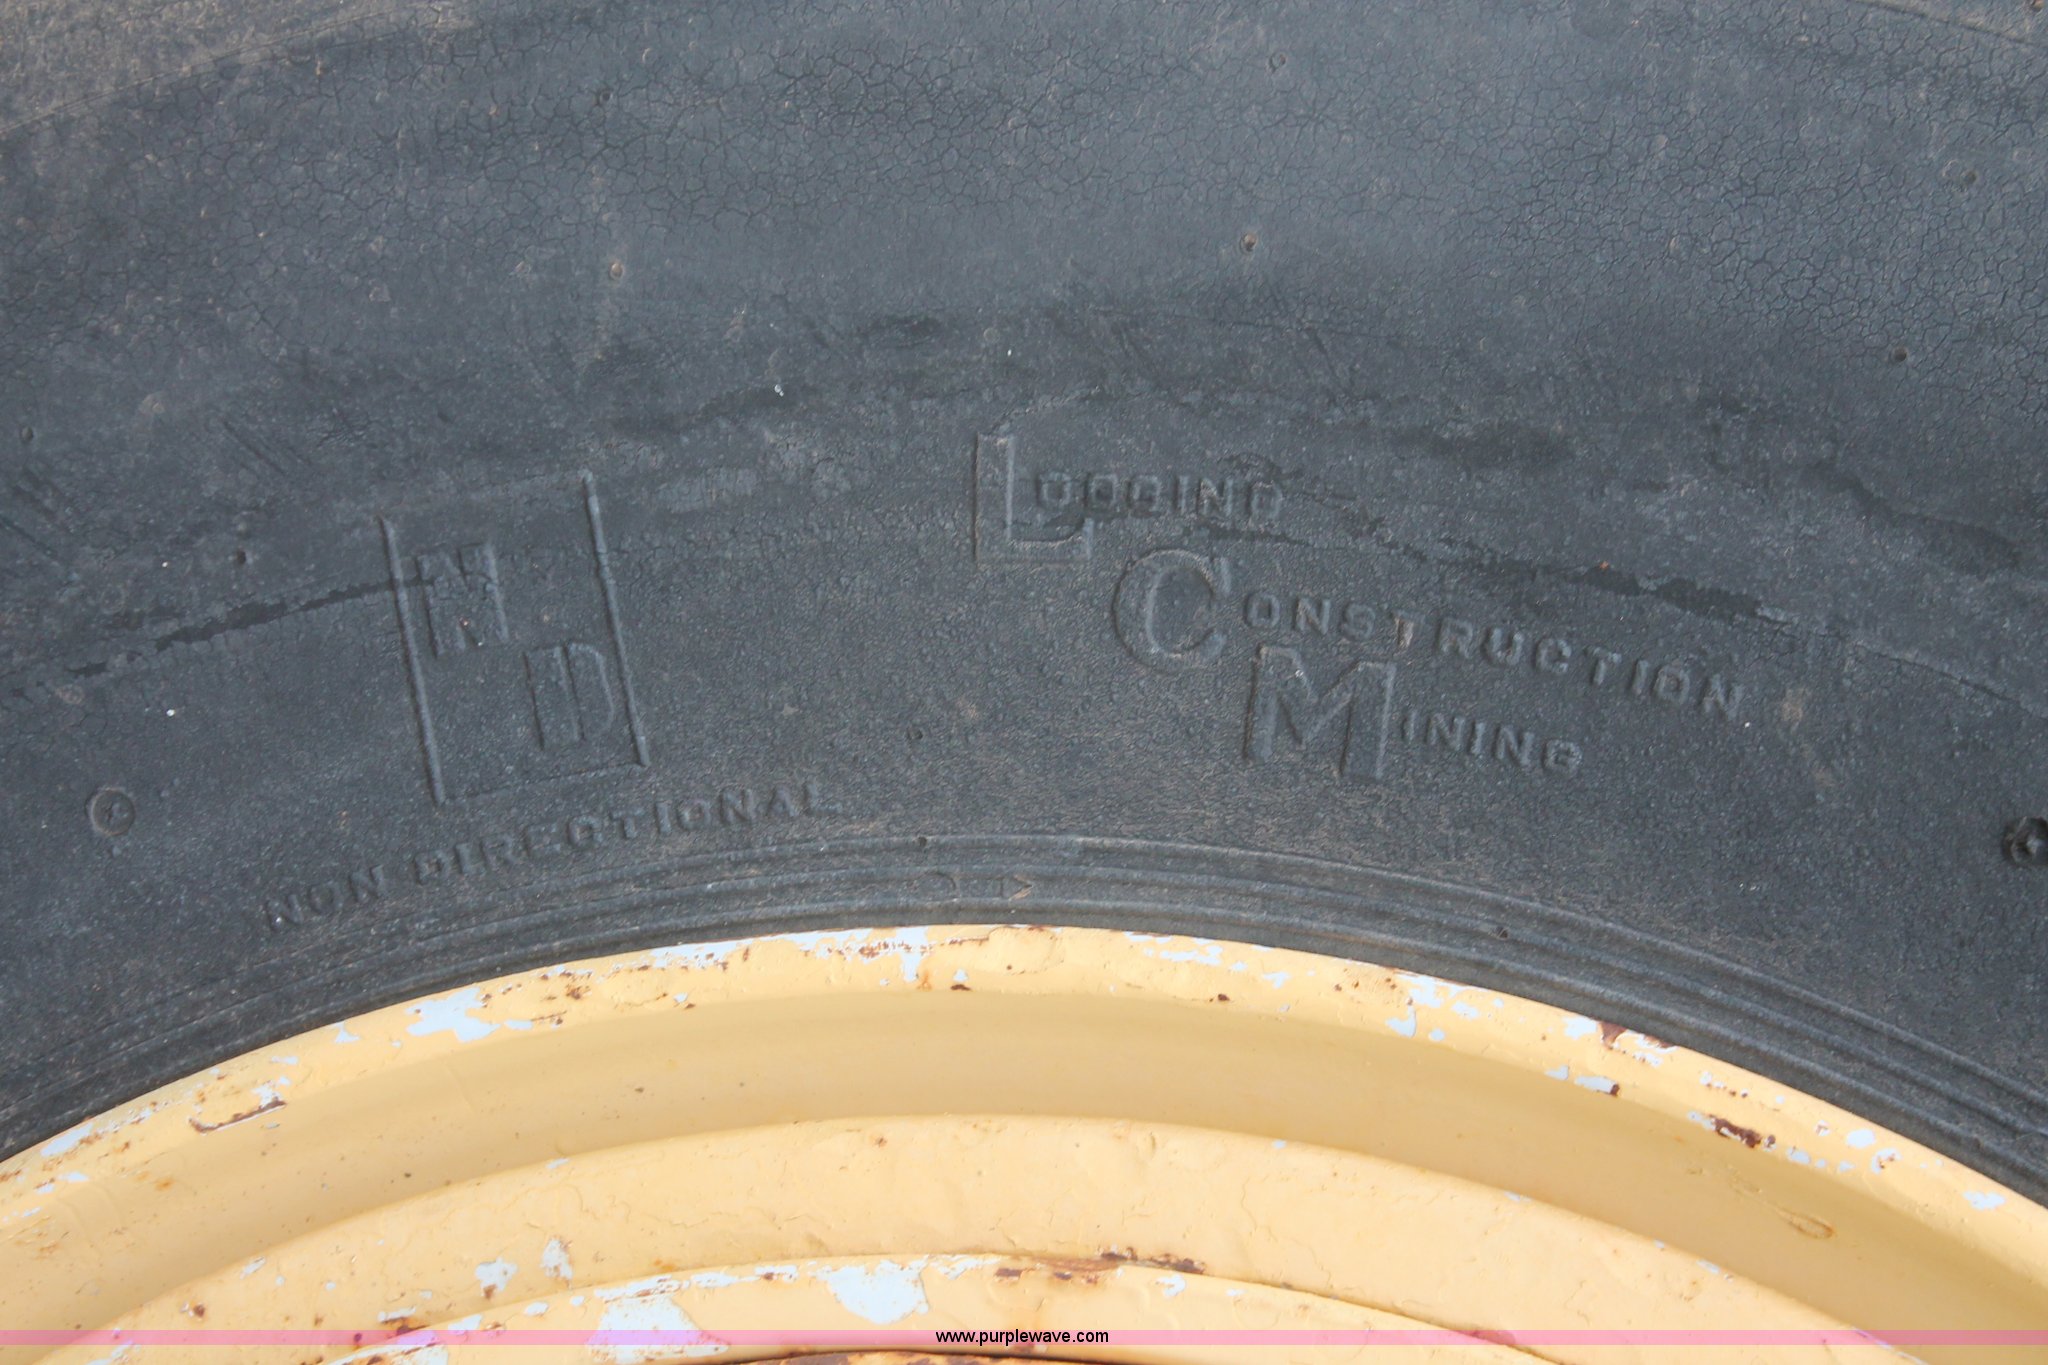 ND
NON DIRECTIONAL
LOGGING
CONSTRUCTION
MINING
www.purplewave.com